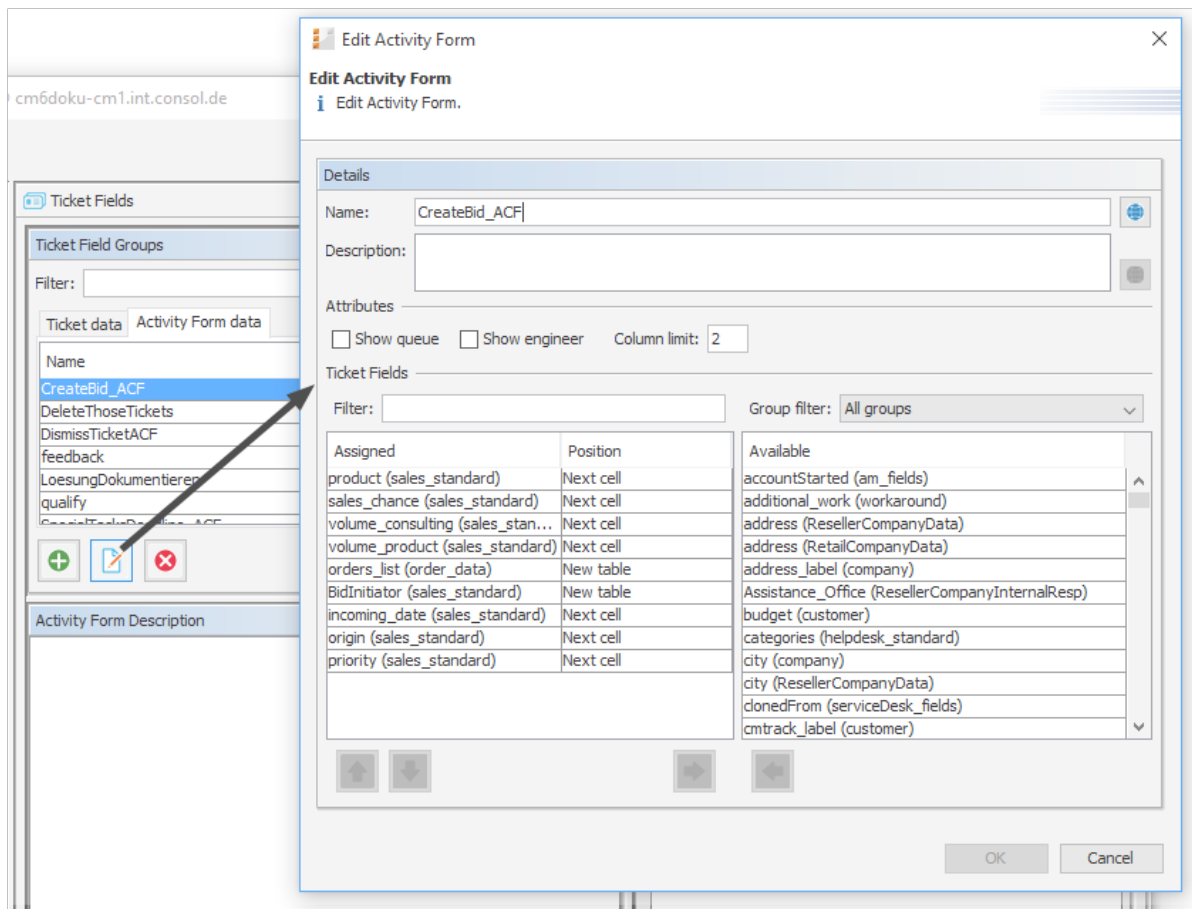 cm6doku-cm1.int.consol.de
Ticket Fields
Ticket Field Groups
Filter:
Ticket data Activity Form data
Name
CreateBid_ACF
DeleteThoseTickets
DismissTicketACF
feedback
LoesungDokumentieren
qualify
Activity Form Description
Edit Activity Form
Edit Activity Form
Edit Activity Form.
Details
Name: CreateBid_ACF
Description:
Attributes
Show queue Show engineer Column limit: 2
Ticket Fields
Filter: Group filter: All groups
Assigned Position Available
product (sales_standard) Next cell accountStarted (am_fields)
sales_chance (sales_standard) Next cell additional_work (workaround)
volume_consulting (sales_stan... Next cell address (ResellerCompanyData)
volume_product (sales_standard) Next cell address (RetailCompanyData)
orders_list (order_data) New table address_label (company)
BidInitiator (sales_standard) New table Assistance_Office (ResellerCompanyInternalResp)
incoming_date (sales_standard) Next cell budget (customer)
origin (sales_standard) Next cell categories (helpdesk_standard)
priority (sales_standard) Next cell city (company)
city (ResellerCompanyData)
clonedFrom (serviceDesk_fields)
cmtrack_label (customer)
OK Cancel